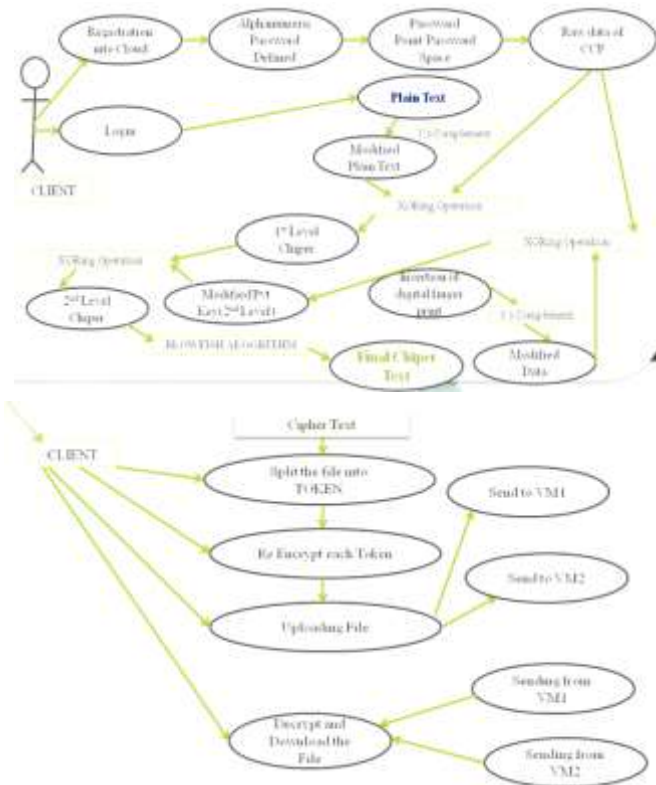 Registration
into Cloud
Alphanumeric
Password
Defined
Password
Point Password
Space
Raw data of
CCP
Plain Text
Login
1's Complement
Modified
Plain Text
CLIENT
XORing Operation
1st Level
Chiper
XORing Operation
XORing Operation
Insertion of
digital finger
print
2nd Level
Chiper
Modified Pvt
Key(2nd Level)
1's Complement
BLOWFISH ALGORITHM
Final Chiper
Text
Modified
Data
Cipher Text
CLIENT
Split the file into
TOKEN
Send to VM1
Re Encrypt each Token
Send to VM2
Uploading File
Sending from
VM1
Decrypt and
Download the
File
Sending from
VM2